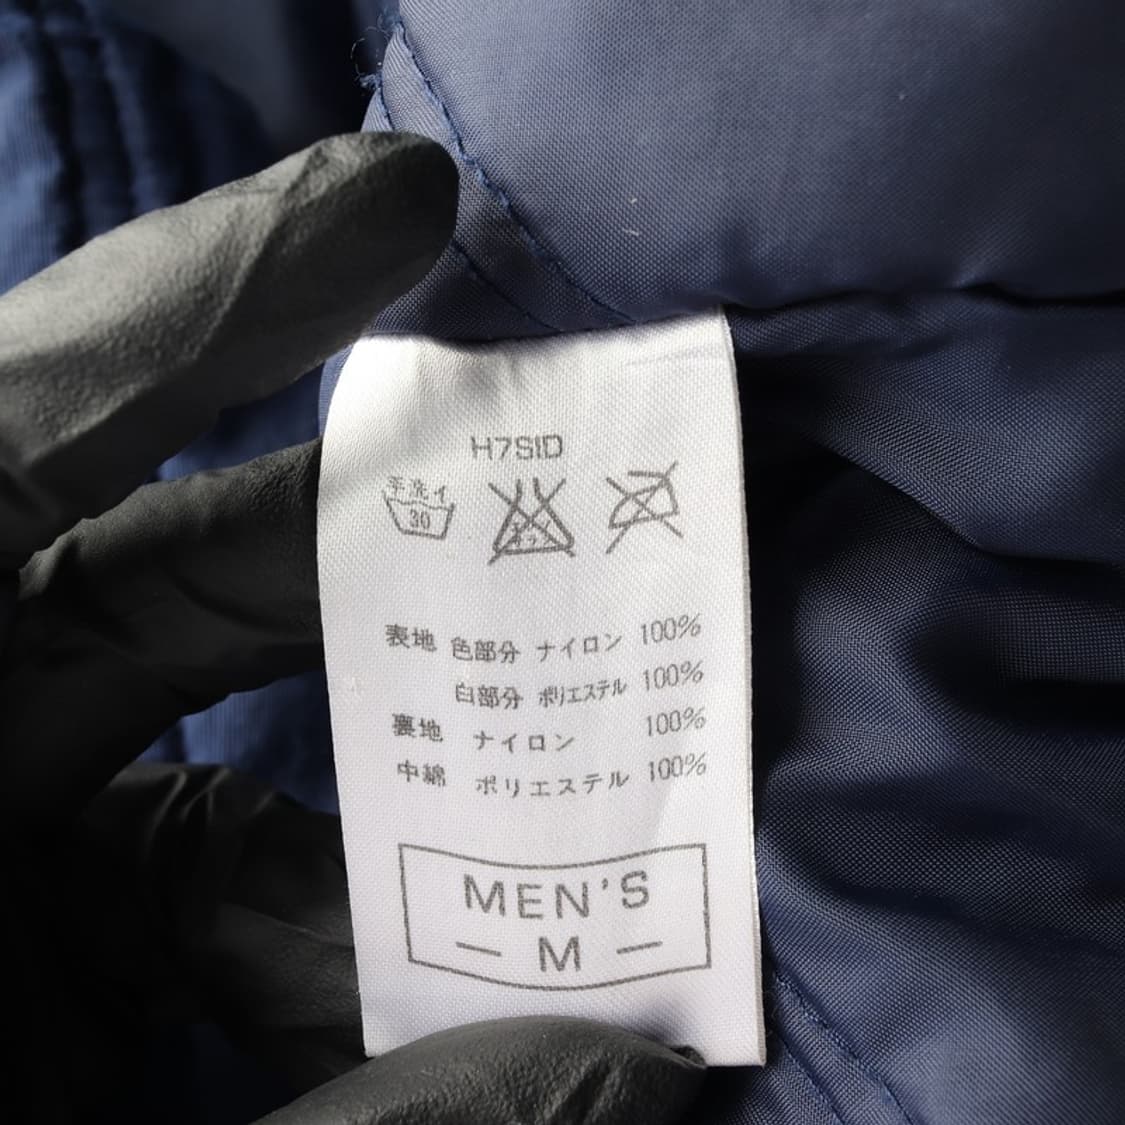 H7SID
手洗イ
30
表地 色部分 ナイロン 100%
白部分 ポリエステル 100%
裏地 ナイロン 100%
中綿 ポリエステル 100%
MEN'S
— M —